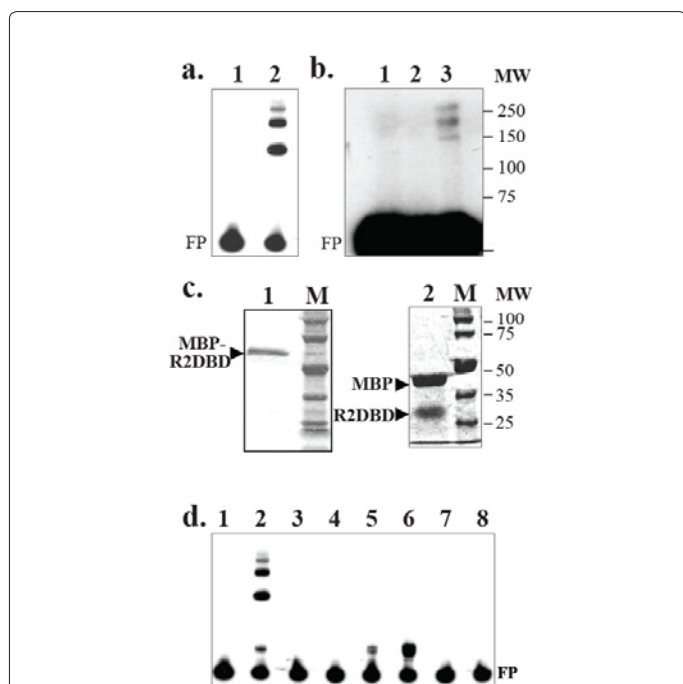 a. 1 2 b. 1 2 3 MW
250
150
100
75
FP FP
c. 1 M 2 M MW
100
75
MBP-
R2DBD
50
MBP
35
R2DBD
25
d. 1 2 3 4 5 6 7 8
FP